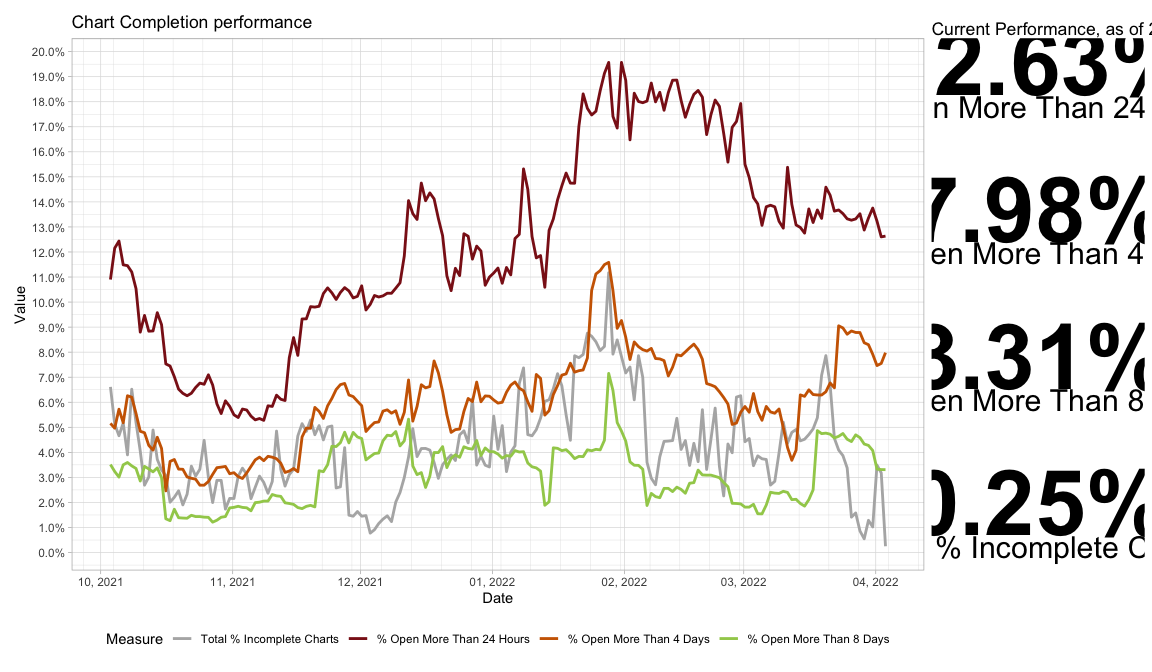 Chart Completion performance
Current Performance, as of 2
20.0%
19.0%
18.0%
17.0%
16.0%
15.0%
14.0%
13.0%
12.0%
11.0%
10.0%
9.0%
8.0%
7.0%
6.0%
5.0%
4.0%
3.0%
2.0%
1.0%
0.0%
Value
10, 2021
11, 2021
12, 2021
01, 2022
02, 2022
03, 2022
04, 2022
Date
2.63%
n More Than 24
7.98%
en More Than 4
3.31%
en More Than 8
0.25%
% Incomplete C
Measure
Total % Incomplete Charts
% Open More Than 24 Hours
% Open More Than 4 Days
% Open More Than 8 Days